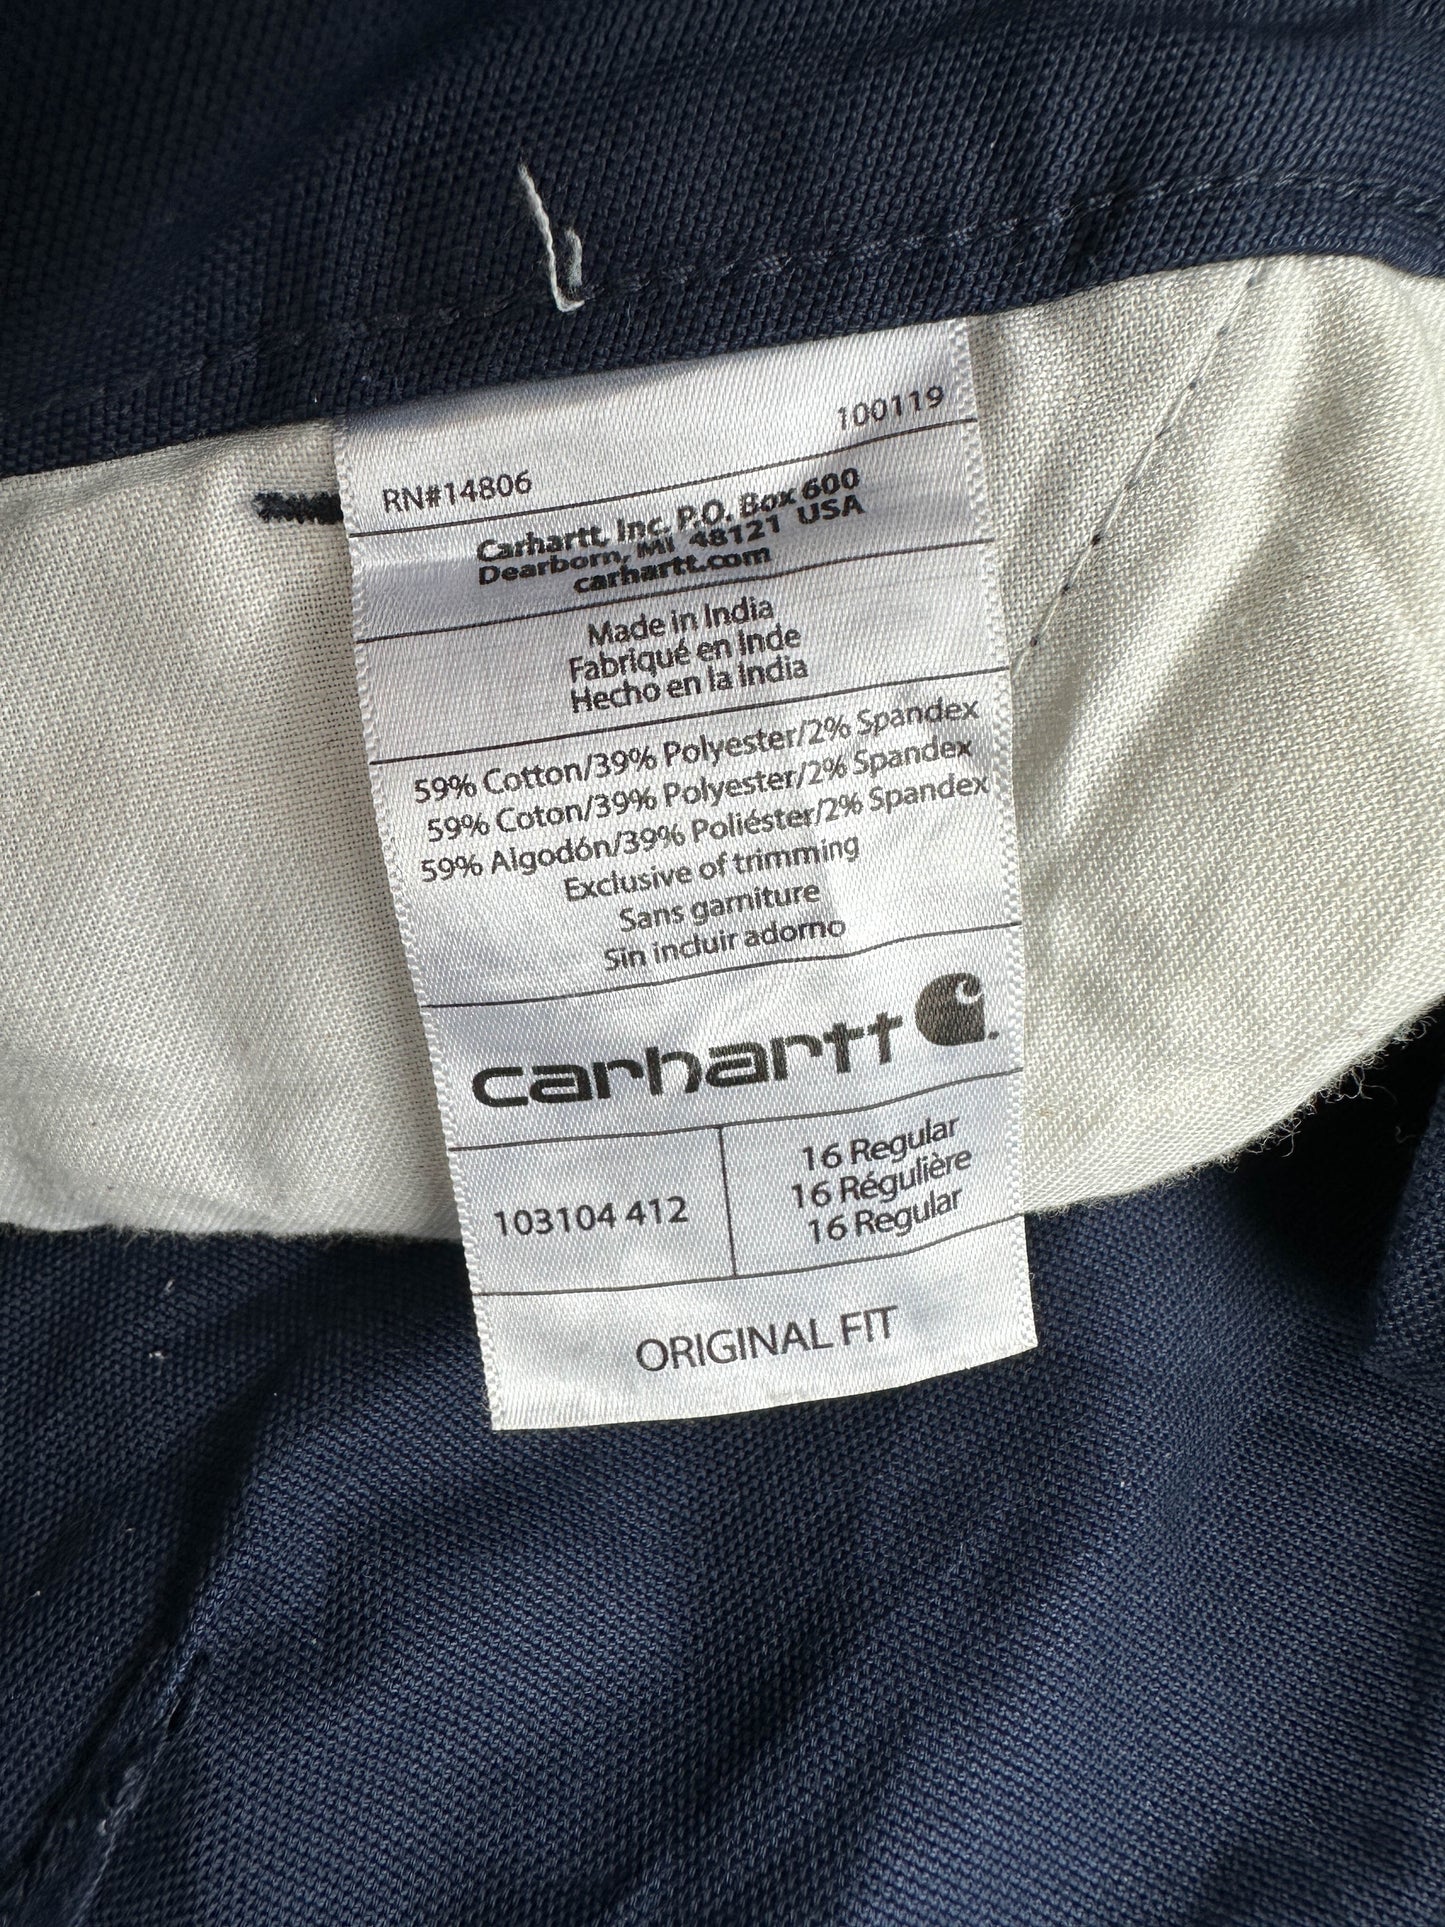 100119
RN#14806
Carhartt, Inc. P.O. Box 600
Dearborn, MI 48121 USA
carhartt.com
Made in India
Fabriqué en Inde
Hecho en la India
59% Cotton/39% Polyester/2% Spandex
59% Coton/39% Polyester/2% Spandex
59% Algodón/39% Poliéster/2% Spandex
Exclusive of trimming
Sans garniture
Sin incluir adorno
carhartt
103104 412
16 Regular
16 Régulière
16 Regular
ORIGINAL FIT